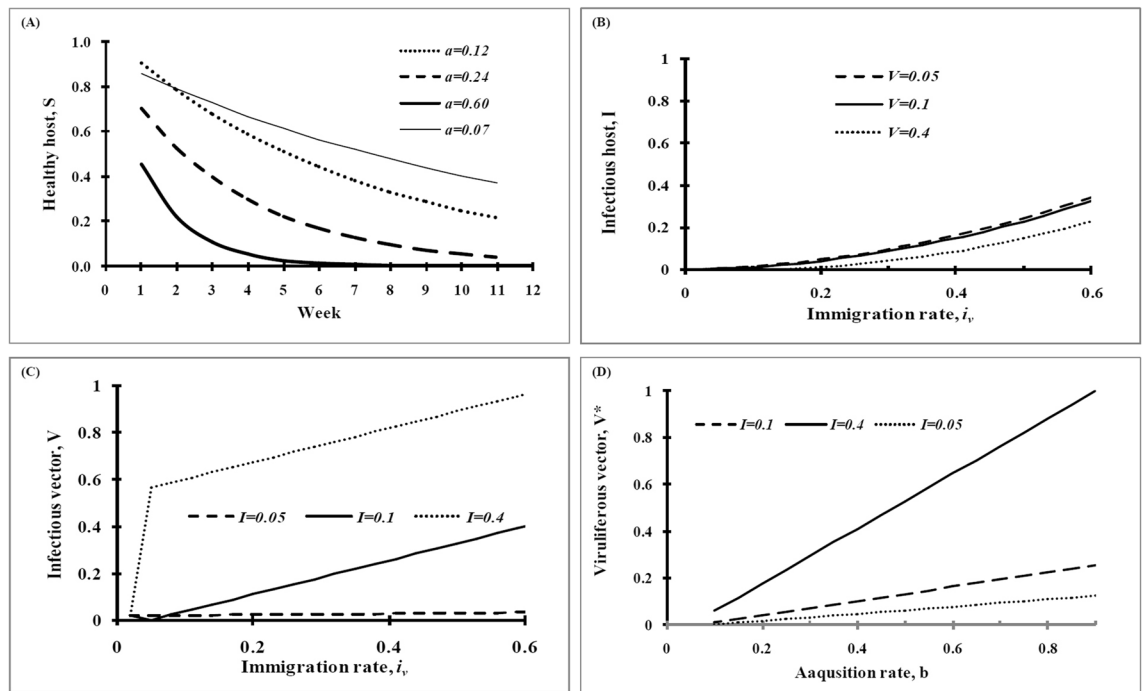 (A)
1.0
0.8
0.6
0.4
0.2
0.0
Healthy host, S
a=0.12
a=0.24
a=0.60
a=0.07
0 1 2 3 4 5 6 7 8 9 10 11 12
Week
(B)
1
0.8
0.6
0.4
0.2
0
Infectious host, I
V=0.05
V=0.1
V=0.4
0 0.2 0.4 0.6
Immigration rate, iv
(C)
1
0.8
0.6
0.4
0.2
0
Infectious vector, V
I=0.05 I=0.1 I=0.4
0 0.2 0.4 0.6
Immigration rate, iv
(D)
1
0.8
0.6
0.4
0.2
0
Viruliferous vector, V*
I=0.1 I=0.4 I=0.05
0 0.2 0.4 0.6 0.8
Aaqusition rate, b